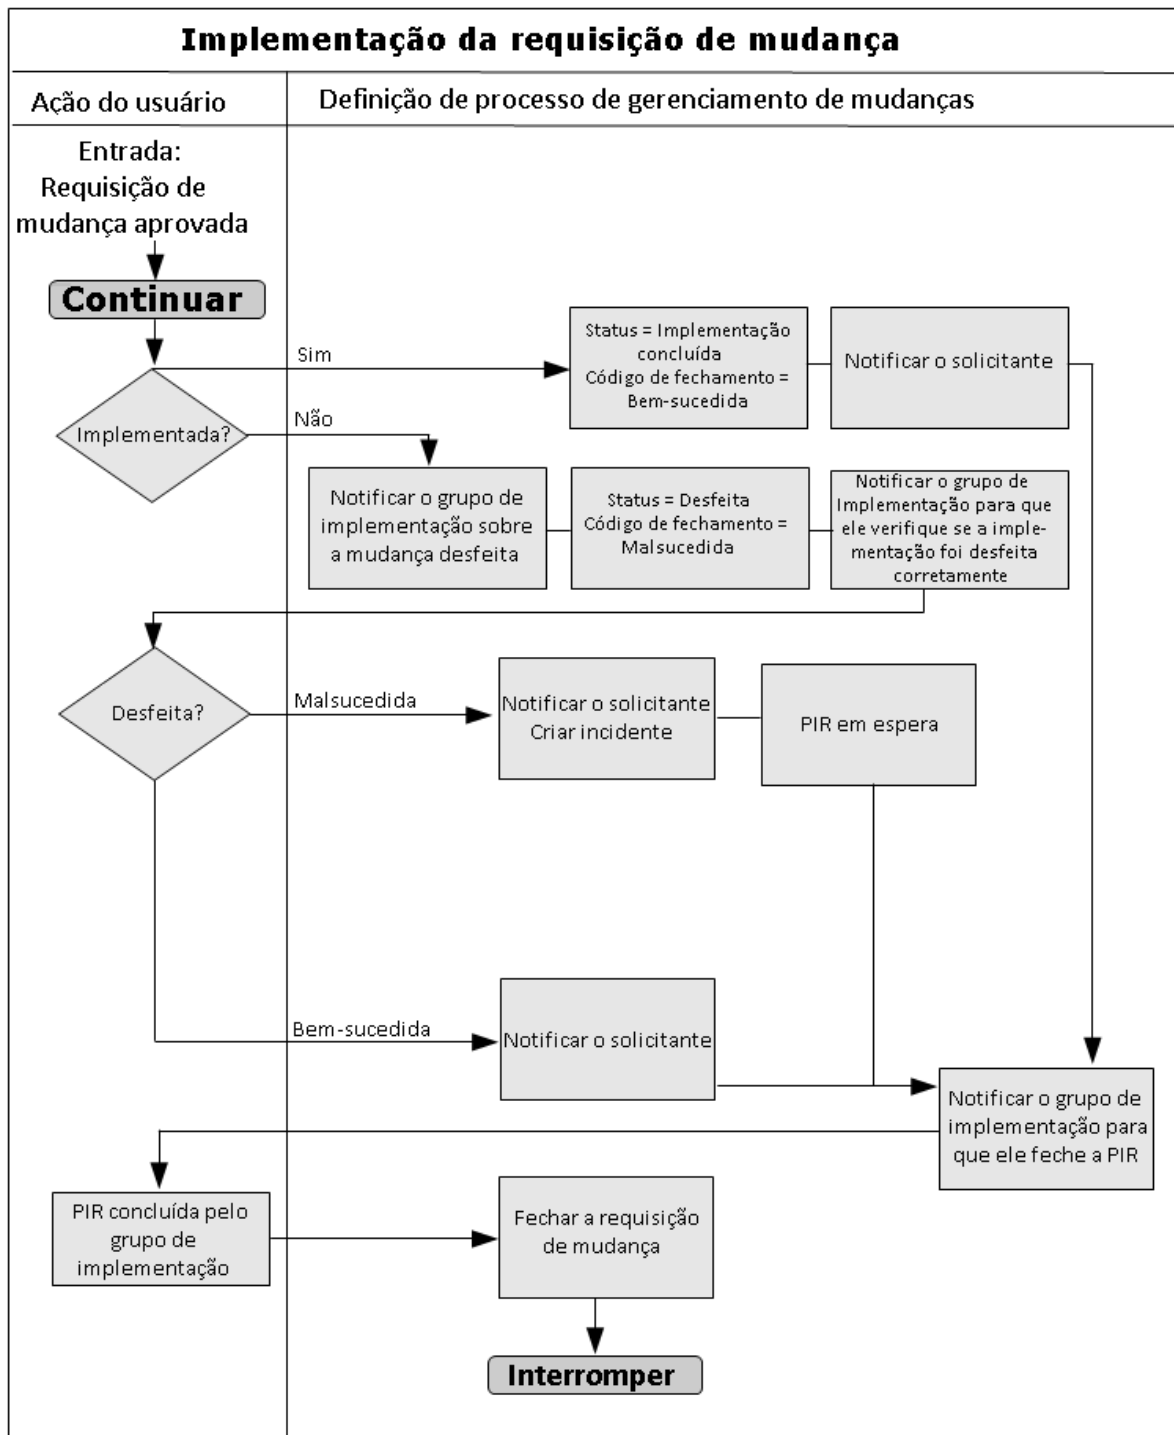 Implementação da requisição de mudança
Ação do usuário
Definição de processo de gerenciamento de mudanças
Entrada:
Requisição de
mudança aprovada
Continuar
Sim
Status = Implementação
concluída
Código de fechamento =
Bem-sucedida
Notificar o solicitante
Implementada?
Não
Notificar o grupo de
implementação sobre
a mudança desfeita
Status = Desfeita
Código de fechamento =
Malsucedida
Notificar o grupo de
Implementação para que
ele verifique se a imple-
mentação foi desfeita
corretamente
Desfeita?
Malsucedida
Notificar o solicitante
Criar incidente
PIR em espera
Bem-sucedida
Notificar o solicitante
Notificar o grupo de
implementação para
que ele feche a PIR
PIR concluída pelo
grupo de
implementação
Fechar a requisição
de mudança
Interromper